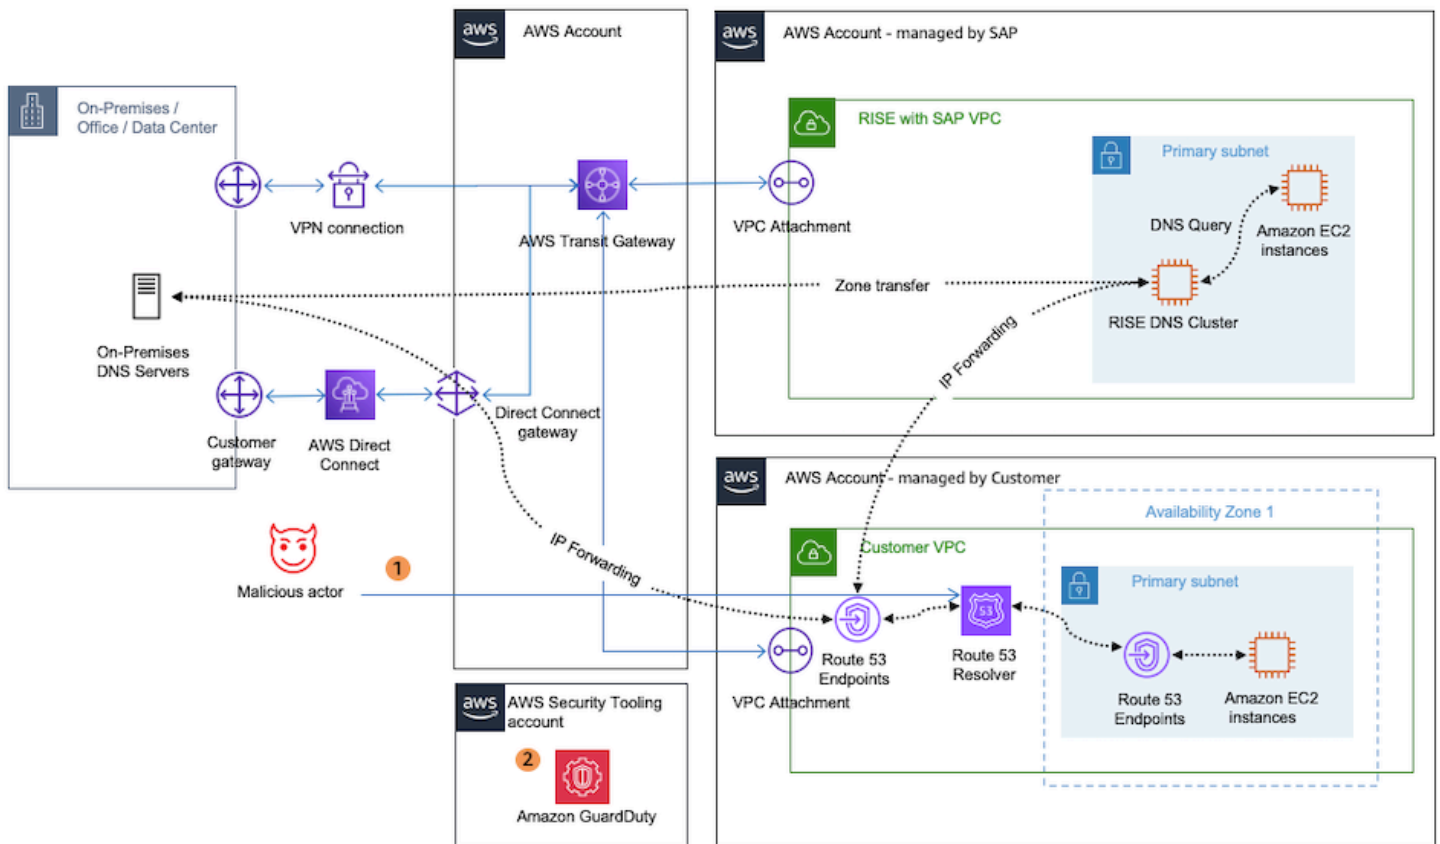 aws
AWS Account
aws
AWS Account - managed by SAP
On-Premises /
Office / Data Center
RISE with SAP VPC
Primary subnet
VPN connection
AWS Transit Gateway
VPC Attachment
DNS Query
Amazon EC2
instances
Zone transfer
RISE DNS Cluster
On-Premises
DNS Servers
IP Forwarding
Direct Connect
gateway
Customer
gateway
AWS Direct
Connect
aws
AWS Account - managed by Customer
Availability Zone 1
Customer VPC
IP Forwarding
1
Malicious actor
Primary subnet
53
Route 53
Endpoints
Route 53
Resolver
VPC Attachment
Route 53
Endpoints
Amazon EC2
instances
aws
AWS Security Tooling
account
2
Amazon GuardDuty